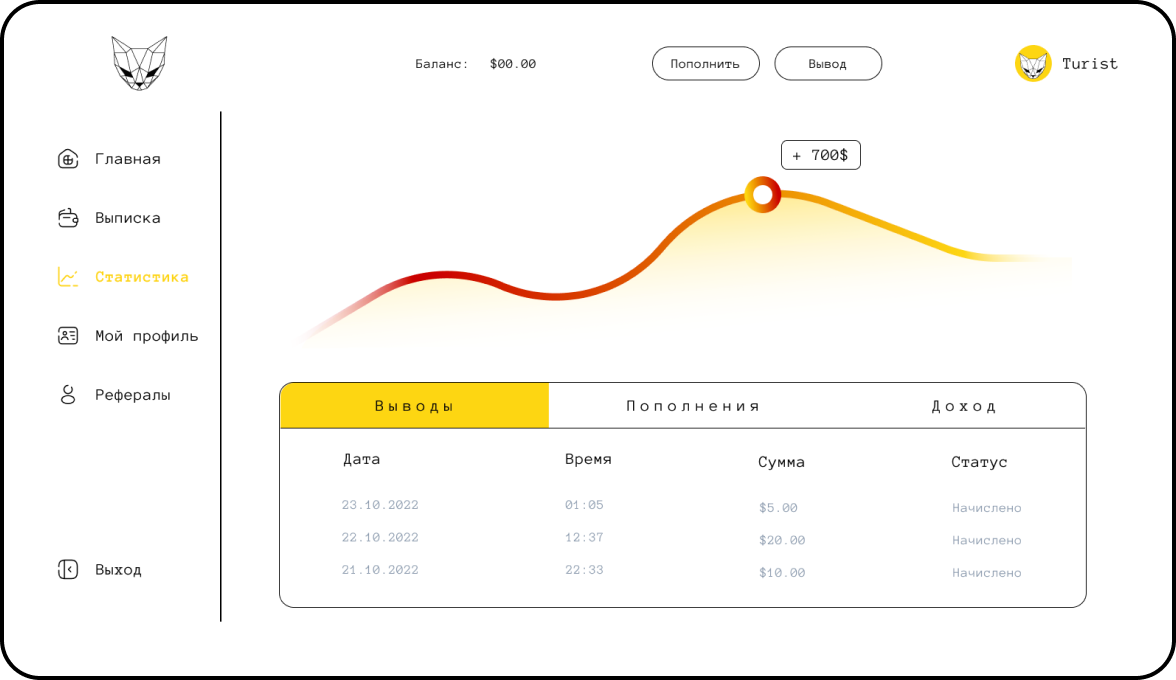 Баланс: $00.00
Пополнить
Вывод
Turist
Главная
Выписка
Статистика
Мой профиль
Рефералы
Выход
+ 700$
Выводы Пополнения Доход
Дата Время Сумма Статус
23.10.2022 01:05 $5.00 Начислено
22.10.2022 12:37 $20.00 Начислено
21.10.2022 22:33 $10.00 Начислено